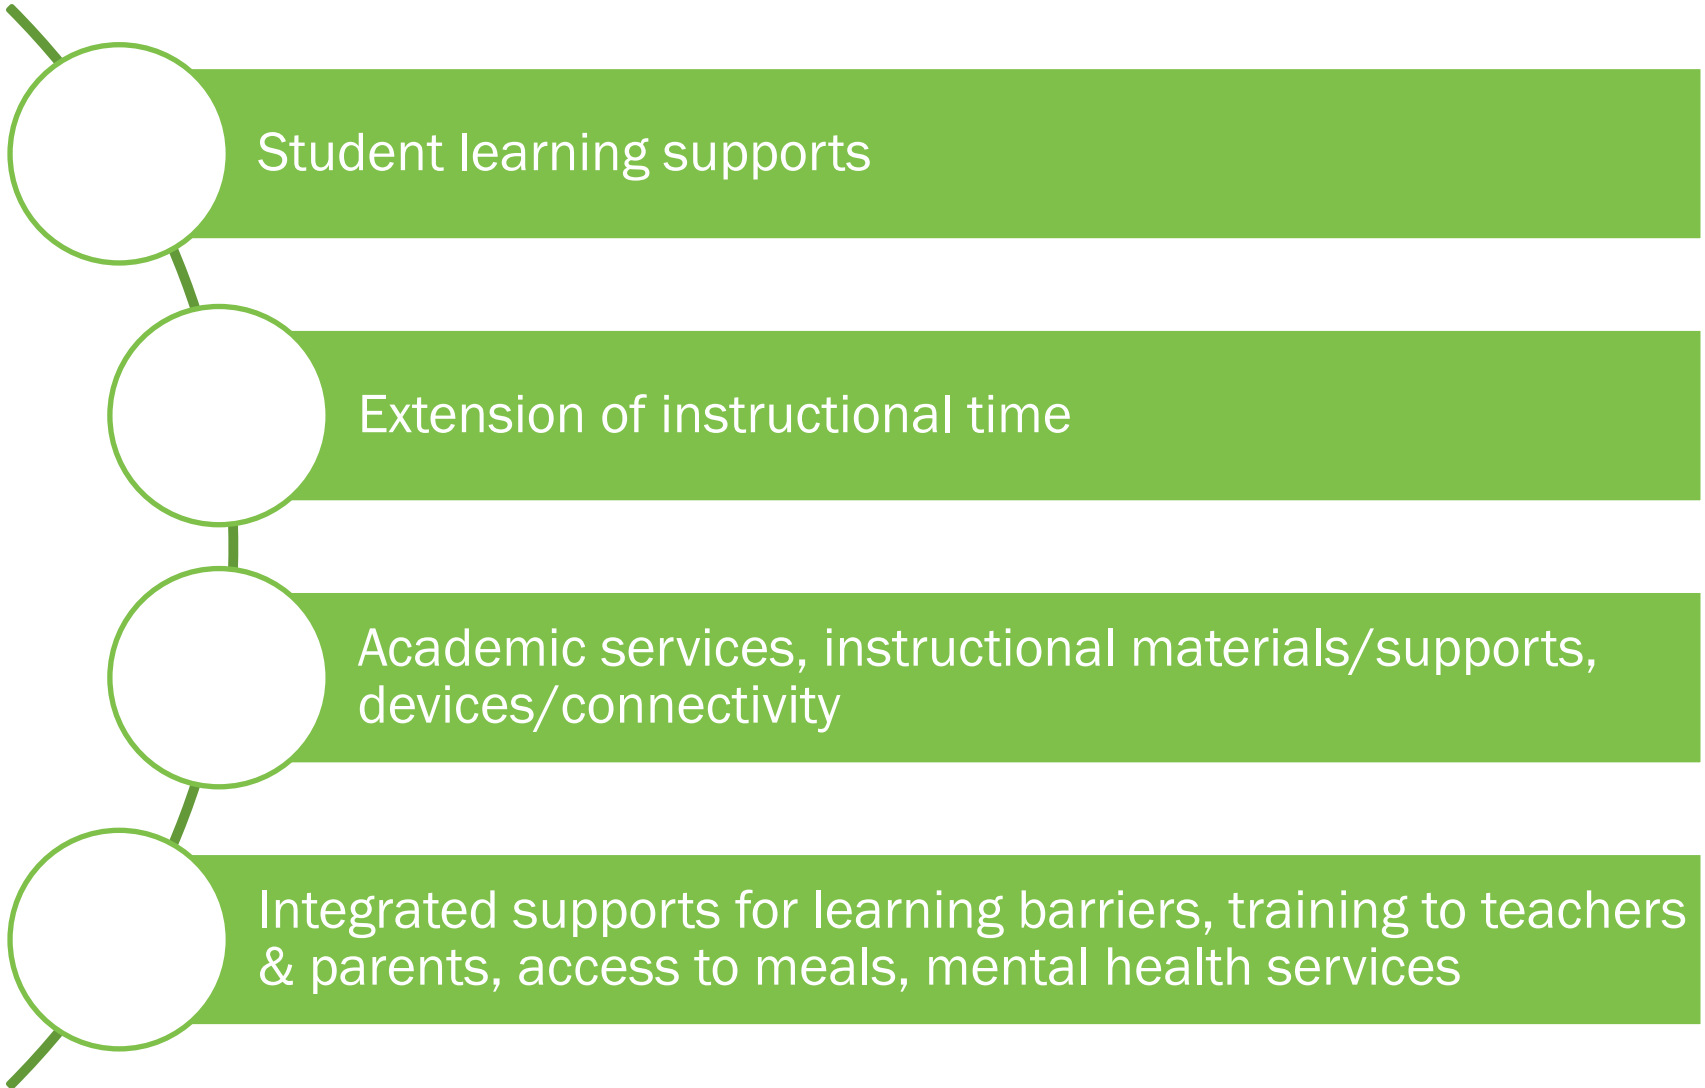 Student learning supports
Extension of instructional time
Academic services, instructional materials/supports,
devices/connectivity
Integrated supports for learning barriers, training to teachers
& parents, access to meals, mental health services